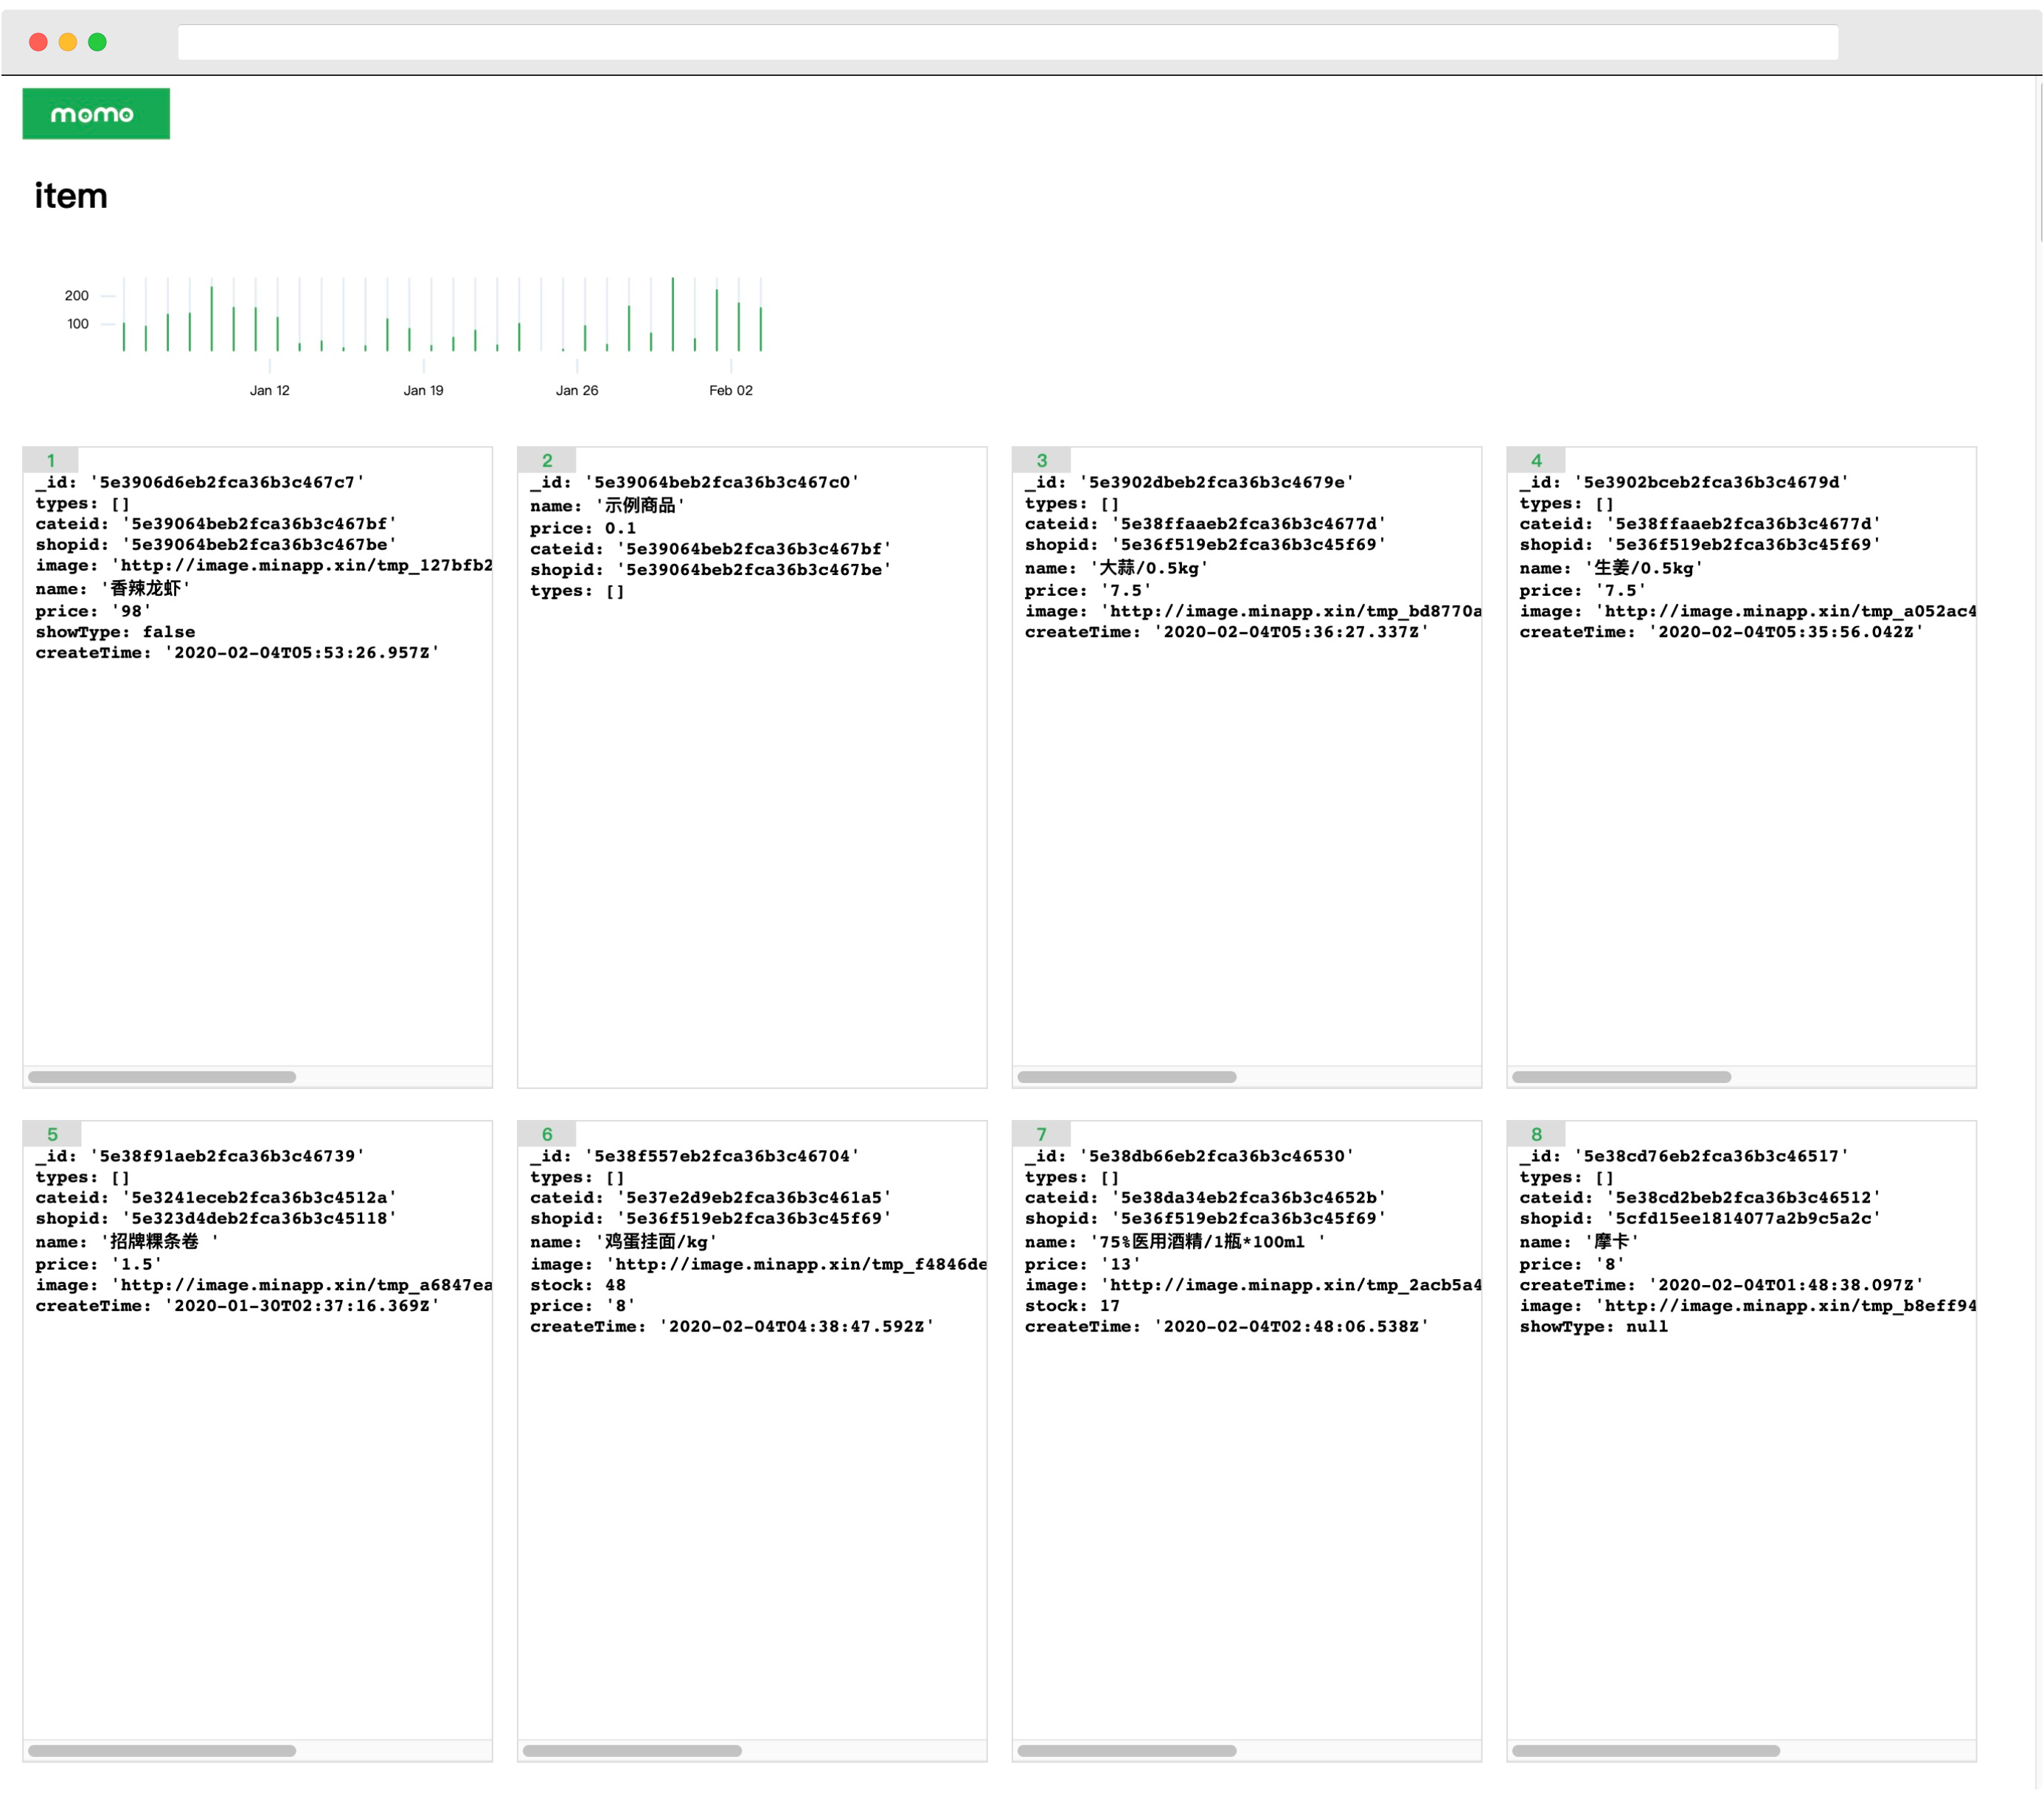 momo
item
200
100
Jan 12
Jan 19
Jan 26
Feb 02
1
_id: '5e3906d6eb2fca36b3c467c7'
types: []
cateid: '5e39064beb2fca36b3c467bf'
shopid: '5e39064beb2fca36b3c467be'
image: 'http://image.minapp.xin/tmp_127bfb2
name: '香辣龙虾'
price: '98'
showType: false
createTime: '2020-02-04T05:53:26.957Z'
2
_id: '5e39064beb2fca36b3c467c0'
name: '示例商品'
price: 0.1
cateid: '5e39064beb2fca36b3c467bf'
shopid: '5e39064beb2fca36b3c467be'
types: []
3
_id: '5e3902dbeb2fca36b3c4679e'
types: []
cateid: '5e38ffaaeb2fca36b3c4677d'
shopid: '5e36f519eb2fca36b3c45f69'
name: '大蒜/0.5kg'
price: '7.5'
image: 'http://image.minapp.xin/tmp_bd8770a
createTime: '2020-02-04T05:36:27.337Z'
4
_id: '5e3902bceb2fca36b3c4679d'
types: []
cateid: '5e38ffaaeb2fca36b3c4677d'
shopid: '5e36f519eb2fca36b3c45f69'
name: '生姜/0.5kg'
price: '7.5'
image: 'http://image.minapp.xin/tmp_a052ac4
createTime: '2020-02-04T05:35:56.042Z'
5
_id: '5e38f91aeb2fca36b3c46739'
types: []
cateid: '5e3241eceb2fca36b3c4512a'
shopid: '5e323d4deb2fca36b3c45118'
name: '招牌粿条卷 '
price: '1.5'
image: 'http://image.minapp.xin/tmp_a6847ea
createTime: '2020-01-30T02:37:16.369Z'
6
_id: '5e38f557eb2fca36b3c46704'
types: []
cateid: '5e37e2d9eb2fca36b3c461a5'
shopid: '5e36f519eb2fca36b3c45f69'
name: '鸡蛋挂面/kg'
image: 'http://image.minapp.xin/tmp_f4846de
stock: 48
price: '8'
createTime: '2020-02-04T04:38:47.592Z'
7
_id: '5e38db66eb2fca36b3c46530'
types: []
cateid: '5e38da34eb2fca36b3c4652b'
shopid: '5e36f519eb2fca36b3c45f69'
name: '75%医用酒精/1瓶*100ml '
price: '13'
image: 'http://image.minapp.xin/tmp_2acb5a4
stock: 17
createTime: '2020-02-04T02:48:06.538Z'
8
_id: '5e38cd76eb2fca36b3c46517'
types: []
cateid: '5e38cd2beb2fca36b3c46512'
shopid: '5cfd15ee1814077a2b9c5a2c'
name: '摩卡'
price: '8'
createTime: '2020-02-04T01:48:38.097Z'
image: 'http://image.minapp.xin/tmp_b8eff94
showType: null